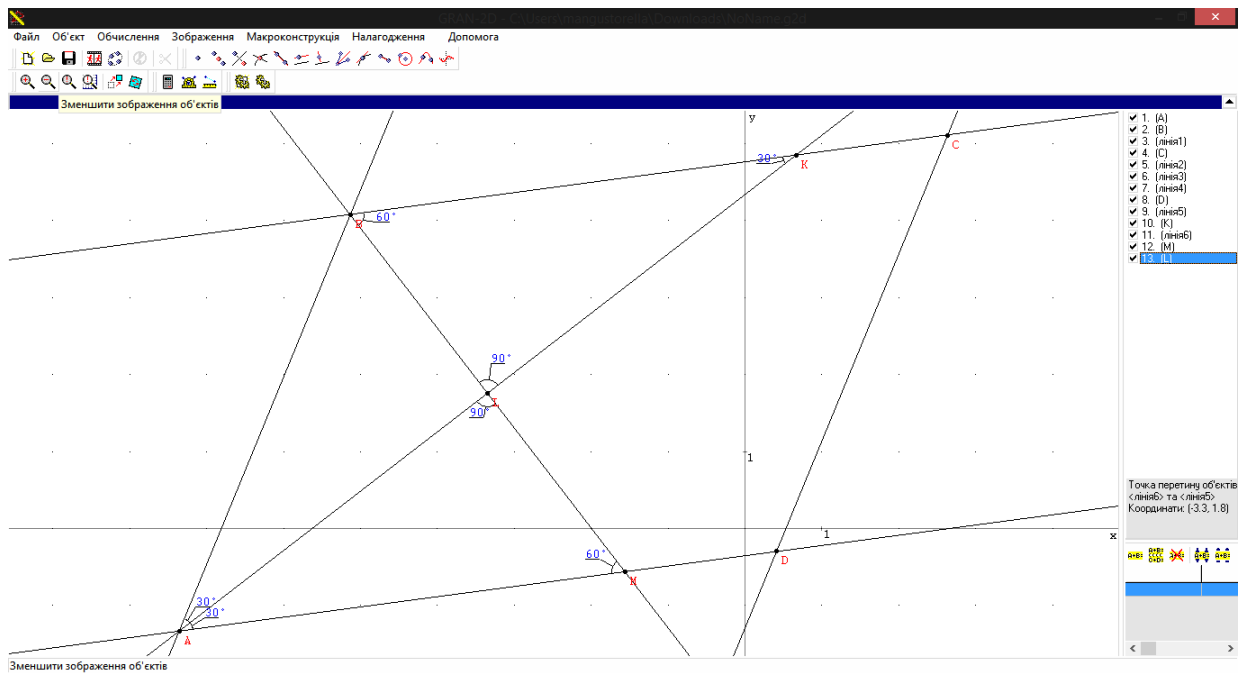 GRAN-2D - C:\Users\mangustorella\Downloads\NoName.g2d
Файл Об'єкт Обчислення Зображення Макроконструкція Налагодження Допомога
Зменшити зображення об'єктів
y
C
K
30°
B
60°
90°
L
90°
1
1
x
60°
D
M
30°
30°
A
1. (A)
2. (B)
3. (лінія1)
4. (C)
5. (лінія2)
6. (лінія3)
7. (лінія4)
8. (D)
9. (лінія5)
10. (K)
11. (лінія6)
12. (M)
13. (L)
Точка перетину об'єктів
<лінія6> та <лінія5>
Координати: (-3.3, 1.8)
Зменшити зображення об'єктів